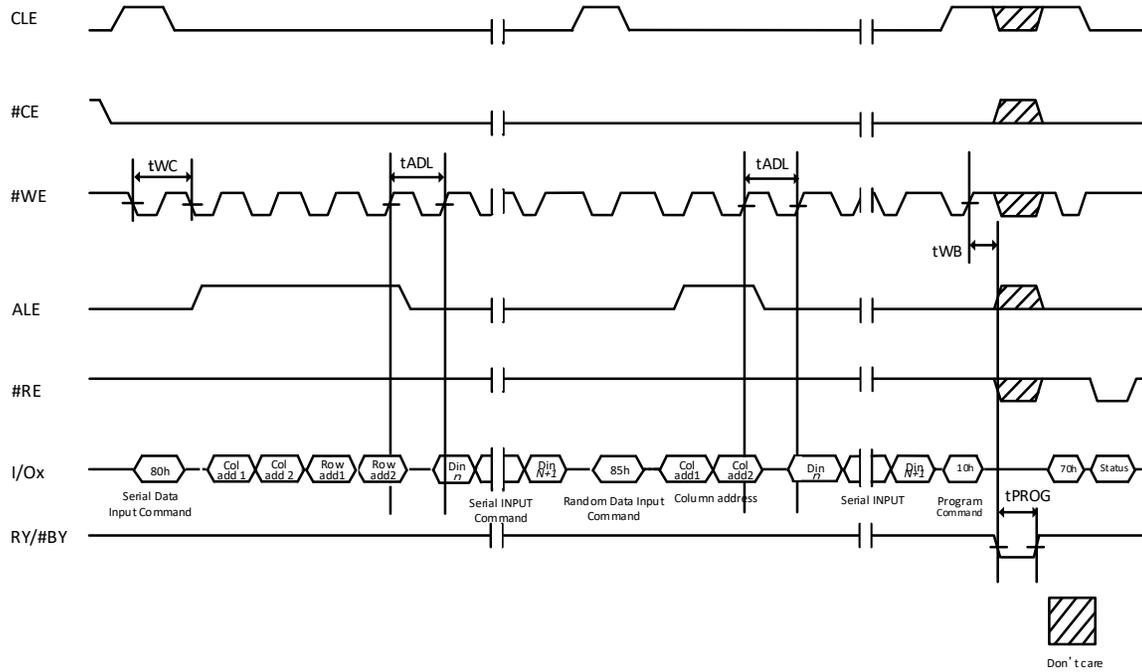 CLE
#CE
tWC
tADL
tADL
#WE
tWB
ALE
#RE
I/Ox
80h
Col
add 1
Col
add 2
Row
add1
Row
add2
Din
n
Din
N+1
85h
Col
add1
Col
add2
Din
n
Din
N+1
10h
70h
Status
Serial Data
Input Command
Serial INPUT
Command
Random Data Input
Command
Column address
Serial INPUT
Program
Command
tPROG
RY/#BY
Don't care